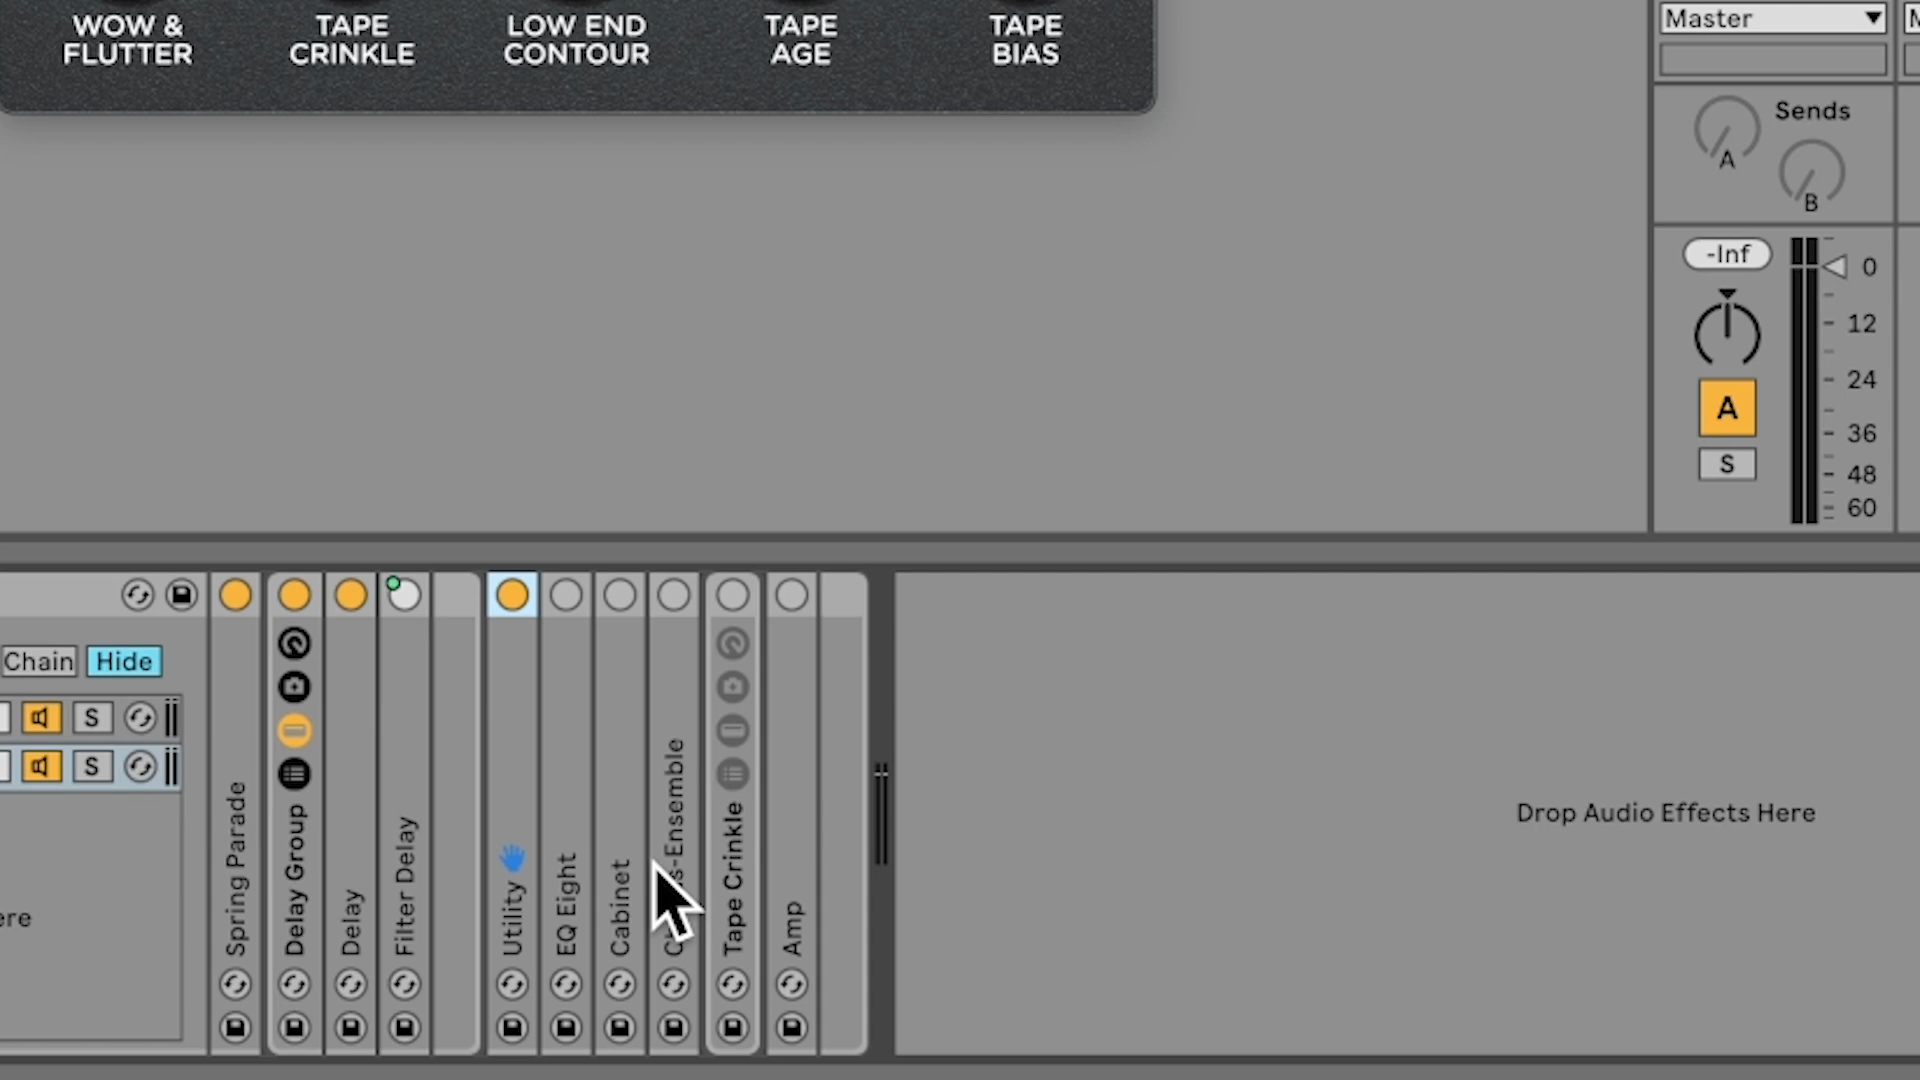 WOW &
FLUTTER
TAPE
CRINKLE
LOW END
CONTOUR
TAPE
AGE
TAPE
BIAS
Master
Sends
A
B
-Inf
0
12
24
36
48
60
A
S
Chain
Hide
S
S
Spring Parade
Delay Group
Delay
Filter Delay
Utility
EQ Eight
Cabinet
-Ensemble
Tape Crinkle
Amp
Drop Audio Effects Here